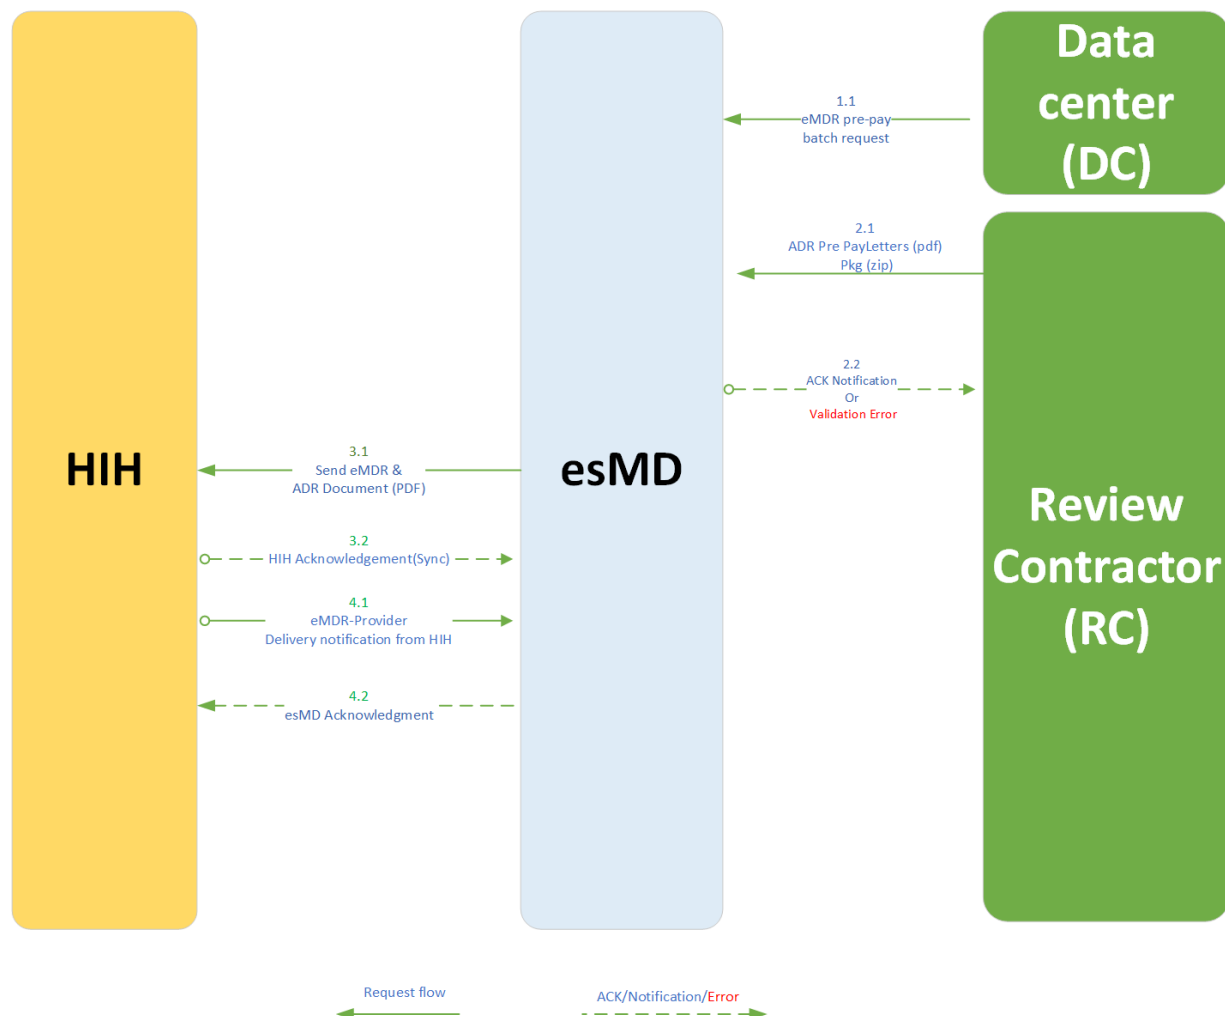 Data
center
(DC)
1.1
eMDR pre-pay
batch request
2.1
ADR Pre PayLetters (pdf)
Pkg (zip)
2.2
ACK Notification
Or
Validation Error
HIH
esMD
Review
Contractor
(RC)
3.1
Send eMDR &
ADR Document (PDF)
3.2
HIH Acknowledgement(Sync)
4.1
eMDR-Provider
Delivery notification from HIH
4.2
esMD Acknowledgment
Request flow
ACK/Notification/Error